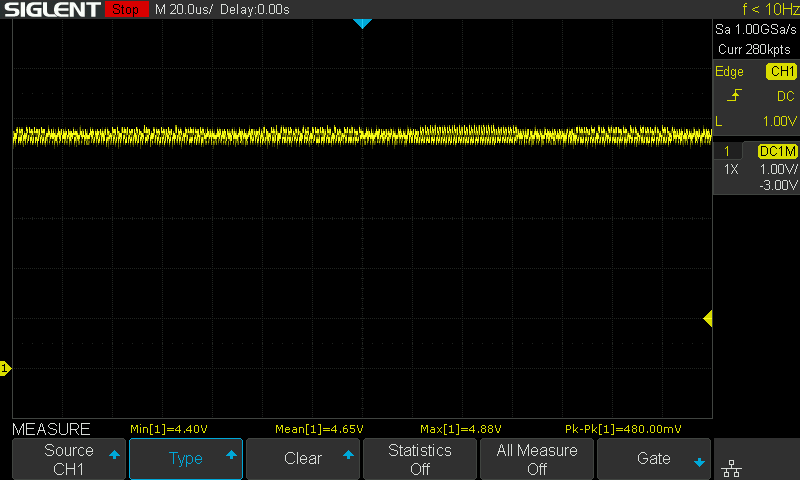 SIGLENT Stop M 20.0us/ Delay:0.00s f < 10Hz
Sa 1.00GSa/s
Curr 280kpts
Edge CH1
DC
L 1.00V
1 DC1M
1X 1.00V/
-3.00V
1
MEASURE Min[1]=4.40V Mean[1]=4.65V Max[1]=4.88V Pk-Pk[1]=480.00mV
Source CH1
Type
Clear
Statistics Off
All Measure Off
Gate